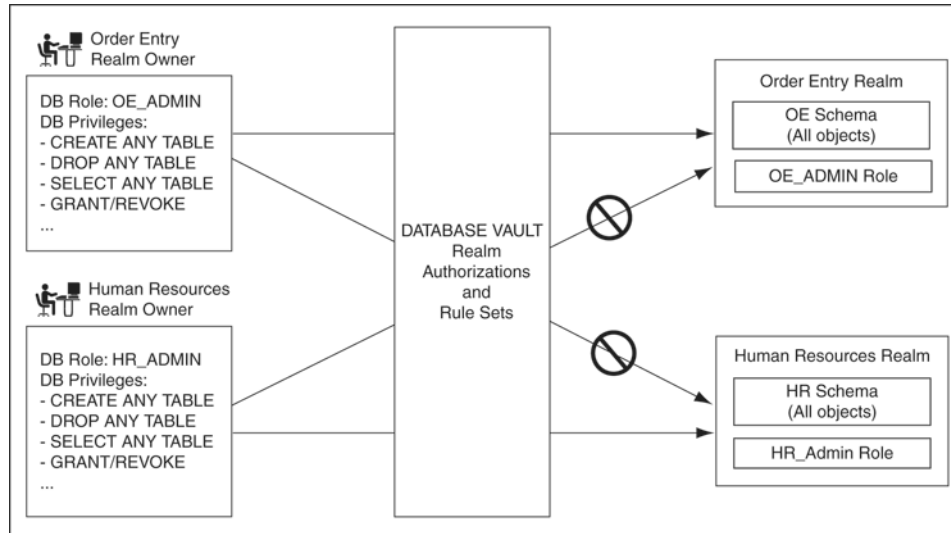 Order Entry
Realm Owner
DB Role: OE_ADMIN
DB Privileges:
- CREATE ANY TABLE
- DROP ANY TABLE
- SELECT ANY TABLE
- GRANT/REVOKE
...
Human Resources
Realm Owner
DB Role: HR_ADMIN
DB Privileges:
- CREATE ANY TABLE
- DROP ANY TABLE
- SELECT ANY TABLE
- GRANT/REVOKE
...
DATABASE VAULT
Realm
Authorizations
and
Rule Sets
Order Entry Realm
OE Schema
(All objects)
OE_ADMIN Role
Human Resources Realm
HR Schema
(All objects)
HR_Admin Role